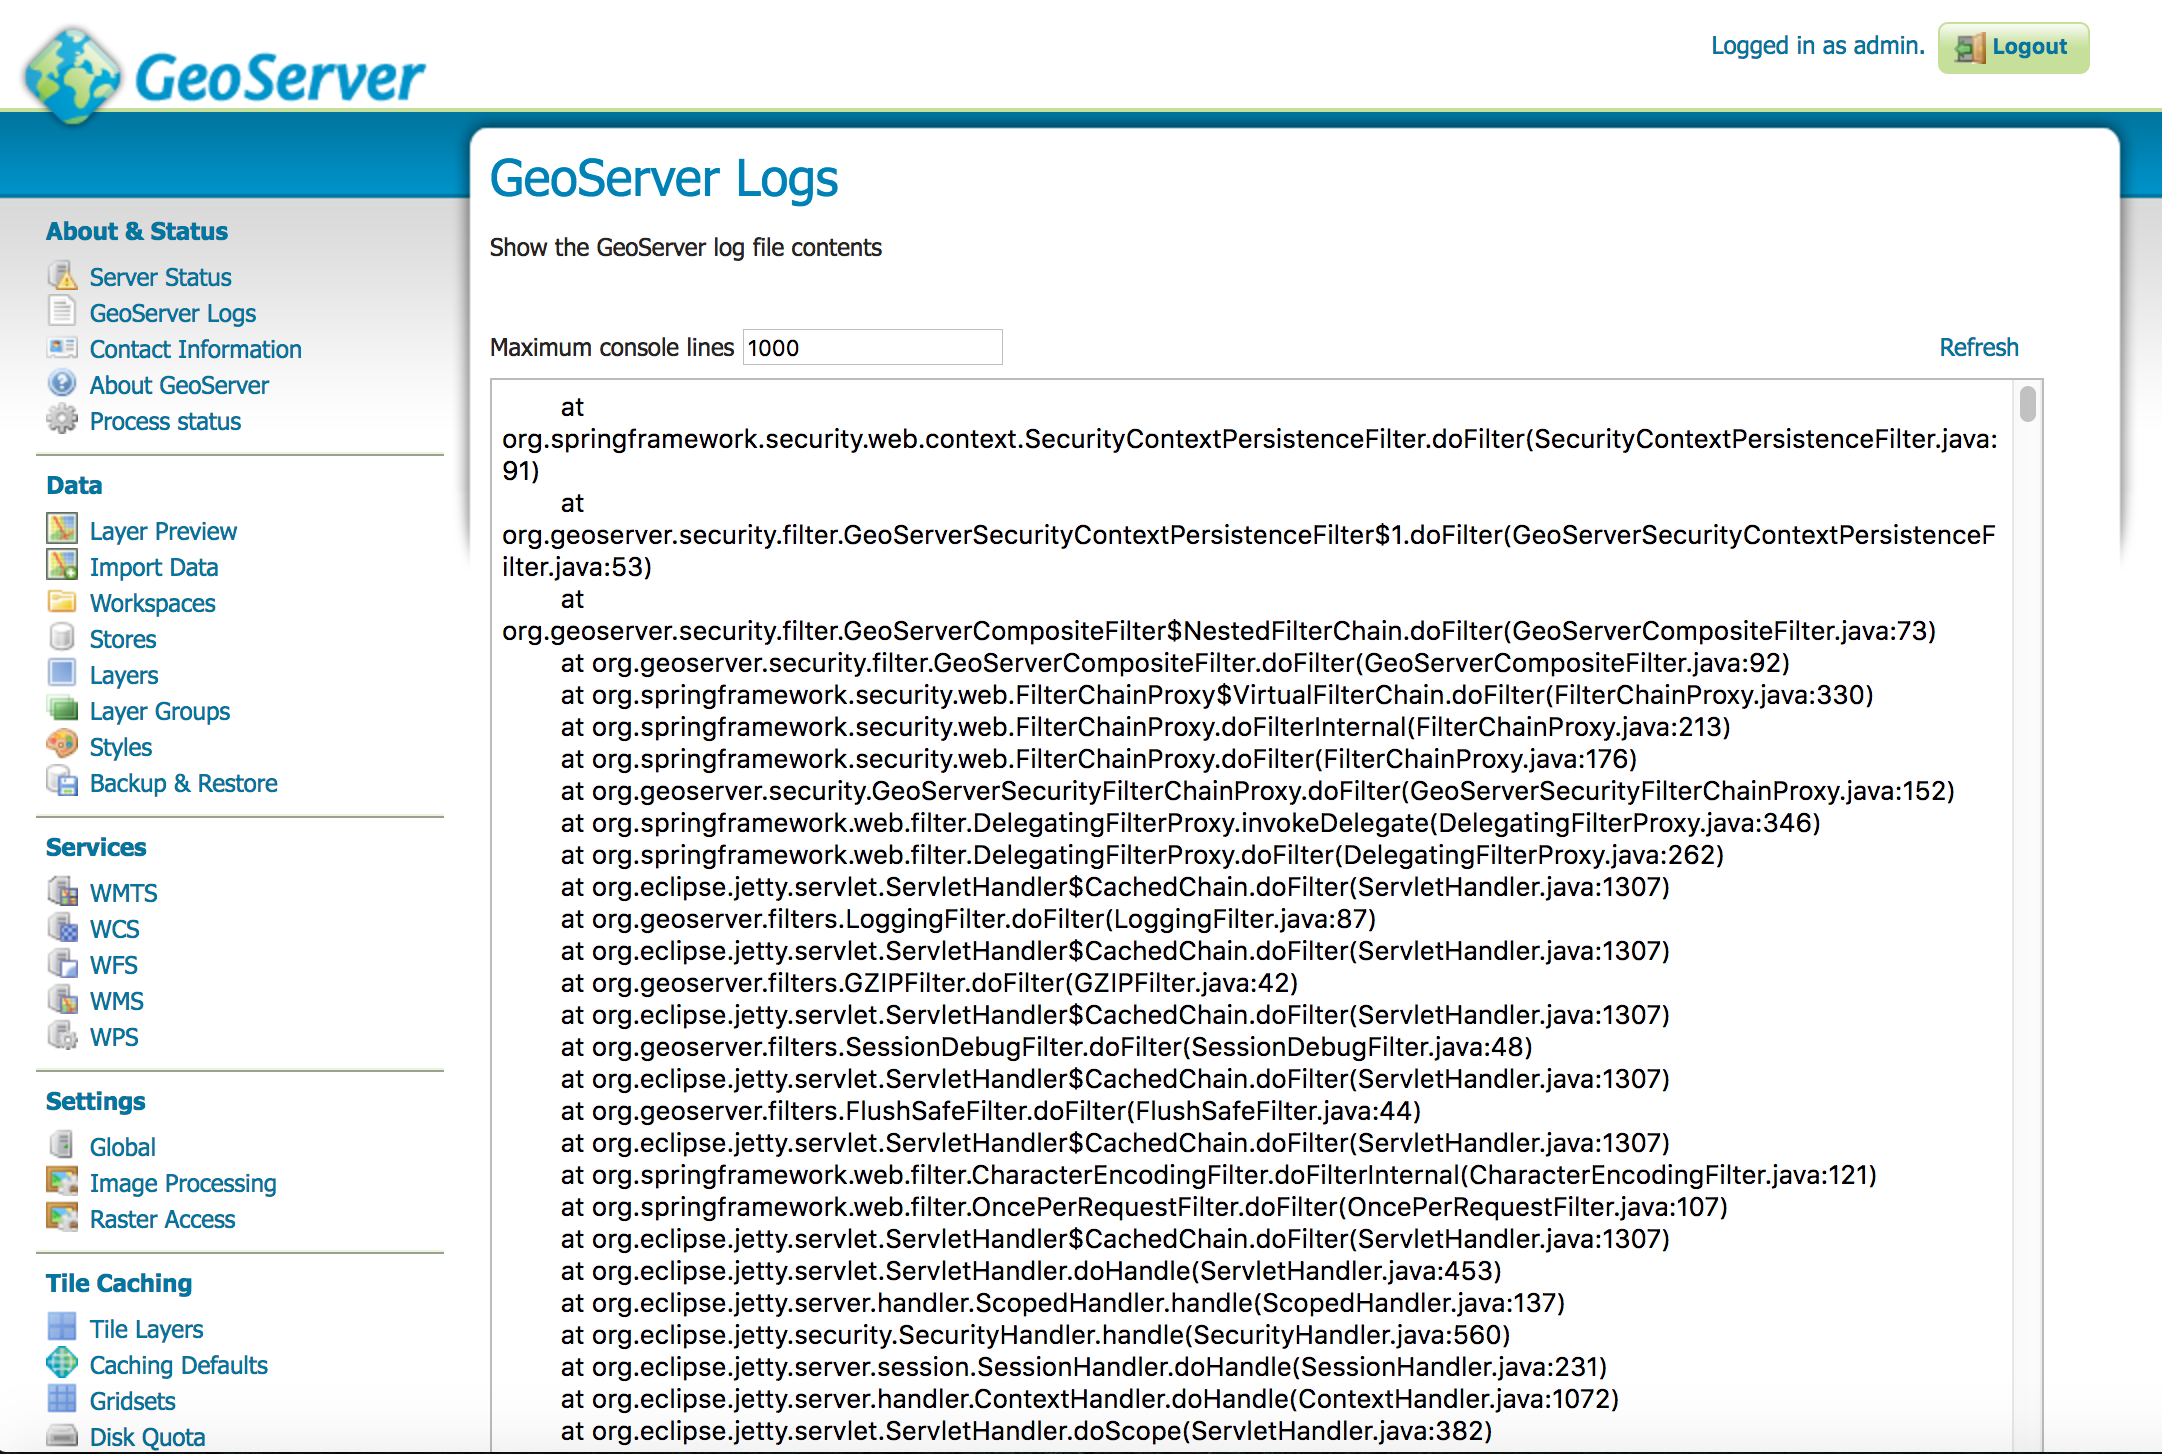 GeoServer
Logged in as admin.
Logout
About & Status
Server Status
GeoServer Logs
Contact Information
About GeoServer
Process status
Data
Layer Preview
Import Data
Workspaces
Stores
Layers
Layer Groups
Styles
Backup & Restore
Services
WMTS
WCS
WFS
WMS
WPS
Settings
Global
Image Processing
Raster Access
Tile Caching
Tile Layers
Caching Defaults
Gridsets
Disk Quota
GeoServer Logs
Show the GeoServer log file contents
Maximum console lines 1000
Refresh
at
org.springframework.security.web.context.SecurityContextPersistenceFilter.doFilter(SecurityContextPersistenceFilter.java:
91)
at
org.geoserver.security.filter.GeoServerSecurityContextPersistenceFilter$1.doFilter(GeoServerSecurityContextPersistenceF
ilter.java:53)
at
org.geoserver.security.filter.GeoServerCompositeFilter$NestedFilterChain.doFilter(GeoServerCompositeFilter.java:73)
at org.geoserver.security.filter.GeoServerCompositeFilter.doFilter(GeoServerCompositeFilter.java:92)
at org.springframework.security.web.FilterChainProxy$VirtualFilterChain.doFilter(FilterChainProxy.java:330)
at org.springframework.security.web.FilterChainProxy.doFilterInternal(FilterChainProxy.java:213)
at org.springframework.security.web.FilterChainProxy.doFilter(FilterChainProxy.java:176)
at org.geoserver.security.GeoServerSecurityFilterChainProxy.doFilter(GeoServerSecurityFilterChainProxy.java:152)
at org.springframework.web.filter.DelegatingFilterProxy.invokeDelegate(DelegatingFilterProxy.java:346)
at org.springframework.web.filter.DelegatingFilterProxy.doFilter(DelegatingFilterProxy.java:262)
at org.eclipse.jetty.servlet.ServletHandler$CachedChain.doFilter(ServletHandler.java:1307)
at org.geoserver.filters.LoggingFilter.doFilter(LoggingFilter.java:87)
at org.eclipse.jetty.servlet.ServletHandler$CachedChain.doFilter(ServletHandler.java:1307)
at org.geoserver.filters.GZIPFilter.doFilter(GZIPFilter.java:42)
at org.eclipse.jetty.servlet.ServletHandler$CachedChain.doFilter(ServletHandler.java:1307)
at org.geoserver.filters.SessionDebugFilter.doFilter(SessionDebugFilter.java:48)
at org.eclipse.jetty.servlet.ServletHandler$CachedChain.doFilter(ServletHandler.java:1307)
at org.geoserver.filters.FlushSafeFilter.doFilter(FlushSafeFilter.java:44)
at org.eclipse.jetty.servlet.ServletHandler$CachedChain.doFilter(ServletHandler.java:1307)
at org.springframework.web.filter.CharacterEncodingFilter.doFilterInternal(CharacterEncodingFilter.java:121)
at org.springframework.web.filter.OncePerRequestFilter.doFilter(OncePerRequestFilter.java:107)
at org.eclipse.jetty.servlet.ServletHandler$CachedChain.doFilter(ServletHandler.java:1307)
at org.eclipse.jetty.servlet.ServletHandler.doHandle(ServletHandler.java:453)
at org.eclipse.jetty.server.handler.ScopedHandler.handle(ScopedHandler.java:137)
at org.eclipse.jetty.security.SecurityHandler.handle(SecurityHandler.java:560)
at org.eclipse.jetty.server.session.SessionHandler.doHandle(SessionHandler.java:231)
at org.eclipse.jetty.server.handler.ContextHandler.doHandle(ContextHandler.java:1072)
at org.eclipse.jetty.servlet.ServletHandler.doScope(ServletHandler.java:382)